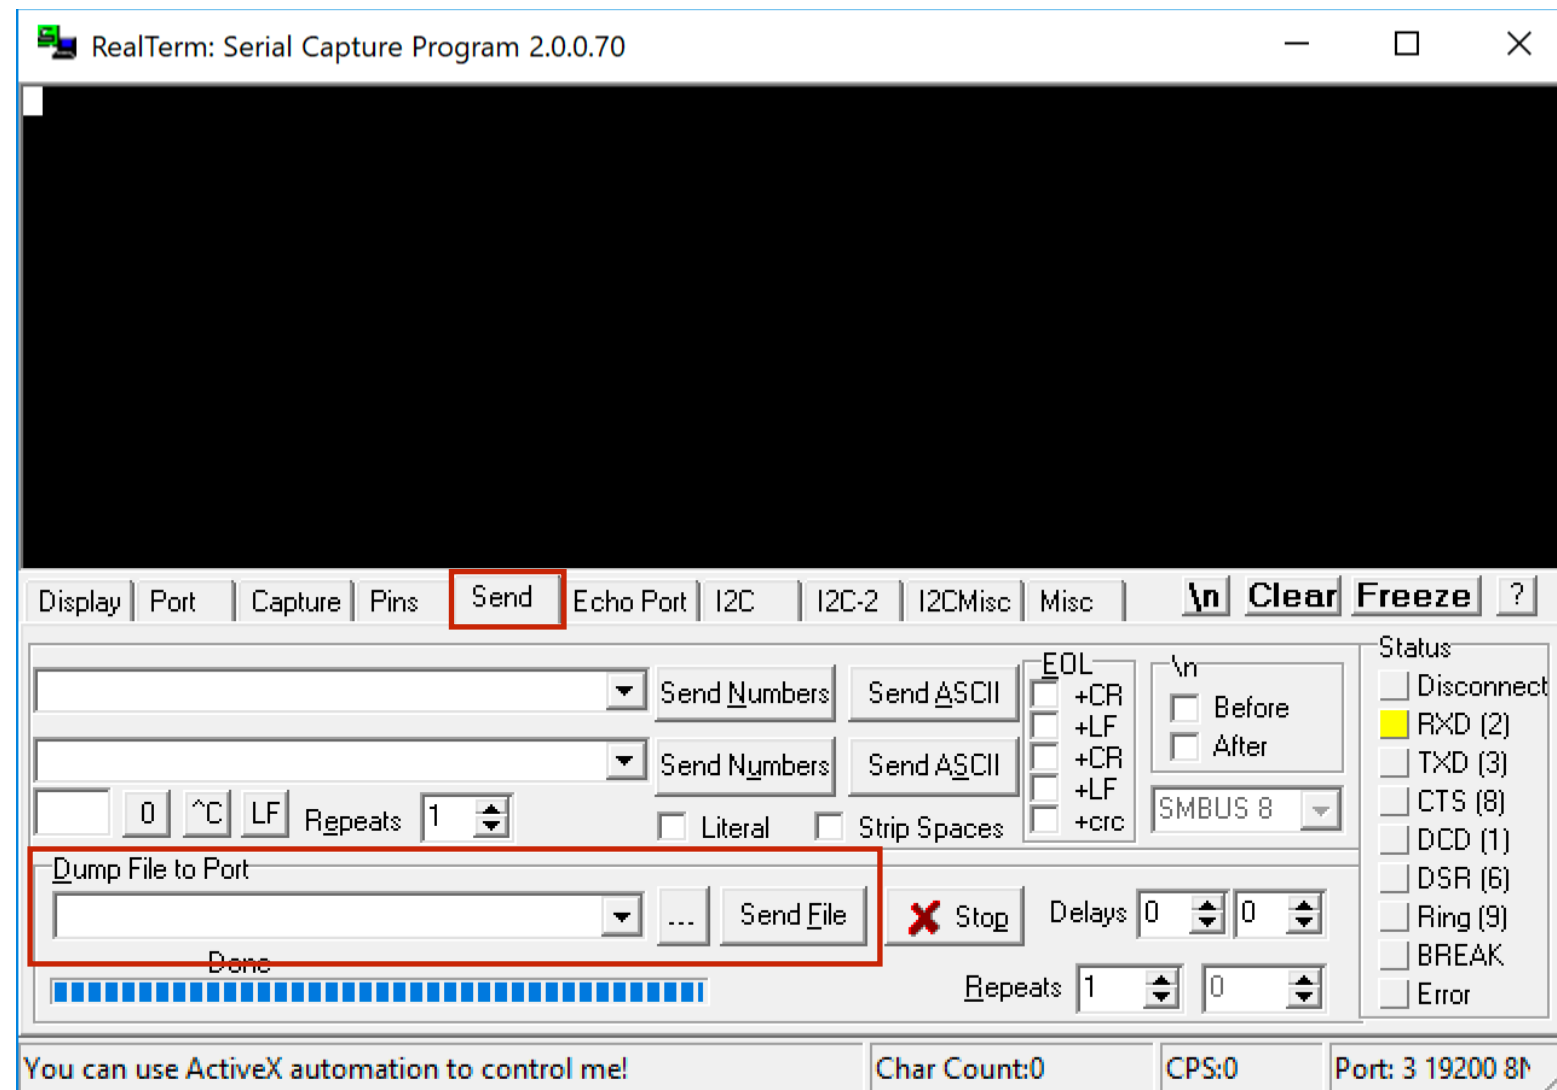 RealTerm: Serial Capture Program 2.0.0.70
Display Port Capture Pins Send Echo Port I2C I2C-2 I2CMisc Misc \n Clear Freeze ?
Send Numbers Send ASCII
Send Numbers Send ASCII
0 ^C LF Repeats 1
Literal Strip Spaces
EOL
+CR
+LF
+CR
+LF
+crc
\n
Before
After
SMBUS 8
Dump File to Port
... Send File Stop Delays 0 0
Done
Repeats 1 0
Status
Disconnect
RXD (2)
TXD (3)
CTS (8)
DCD (1)
DSR (6)
Ring (9)
BREAK
Error
You can use ActiveX automation to control me! Char Count:0 CPS:0 Port: 3 19200 8N